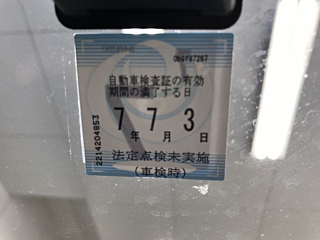 自動車検査証の有効
期間の満了する日
7 7 3
年 月 日
法定点検未実施
(車検時)
2214204853